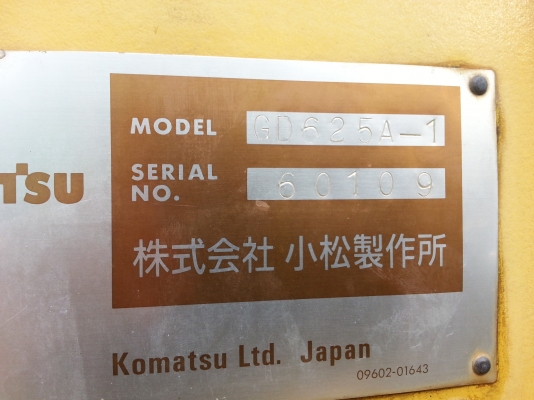 TSU
MODEL GD625A-1
SERIAL
NO. 60109
株式会社 小松製作所
Komatsu Ltd. Japan
09602-01643